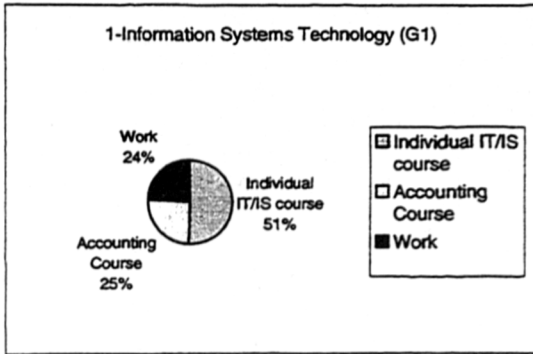 1-Information Systems Technology (G1)
Work
24%
Individual
IT/IS course
51%
Accounting
Course
25%
Individual IT/IS
course
Accounting
Course
Work